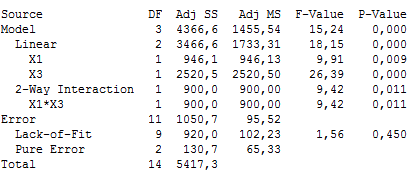 Source DF Adj SS Adj MS F-Value P-Value
Model 3 4366,6 1455,54 15,24 0,000
Linear 2 3466,6 1733,31 18,15 0,000
X1 1 946,1 946,13 9,91 0,009
X3 1 2520,5 2520,50 26,39 0,000
2-Way Interaction 1 900,0 900,00 9,42 0,011
X1*X3 1 900,0 900,00 9,42 0,011
Error 11 1050,7 95,52
Lack-of-Fit 9 920,0 102,23 1,56 0,450
Pure Error 2 130,7 65,33
Total 14 5417,3